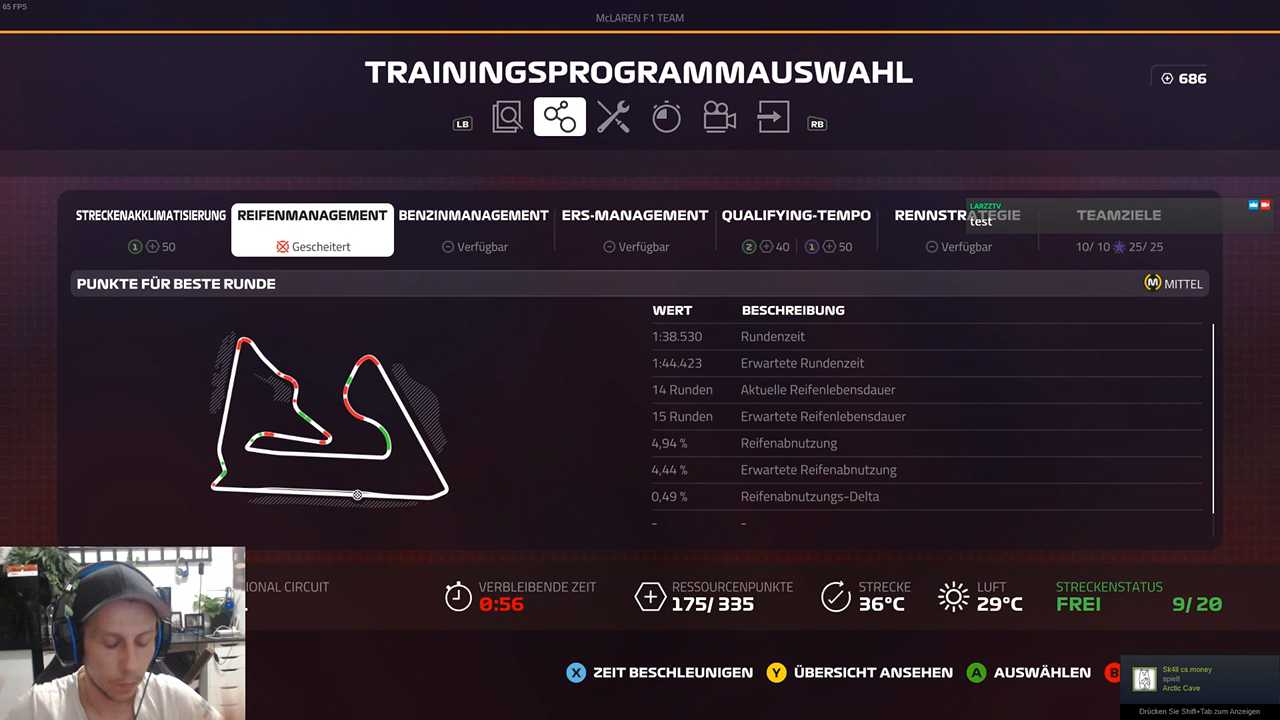 65 FPS
McLAREN F1 TEAM
TRAININGSPROGRAMMAUSWAHL
686
LB
RB
STRECKENAKKLIMATISIERUNG
1 50
REIFENMANAGEMENT
Gescheitert
BENZINMANAGEMENT
Verfügbar
ERS-MANAGEMENT
Verfügbar
QUALIFYING-TEMPO
2 40 1 50
RENNSTRATEGIE
Verfügbar
TEAMZIELE
10/ 10 25/ 25
LARZZTV
test
PUNKTE FÜR BESTE RUNDE
M MITTEL
WERT BESCHREIBUNG
1:38.530 Rundenzeit
1:44.423 Erwartete Rundenzeit
14 Runden Aktuelle Reifenlebensdauer
15 Runden Erwartete Reifenlebensdauer
4,94 % Reifenabnutzung
4,44 % Erwartete Reifenabnutzung
0,49 % Reifenabnutzungs-Delta
- -
IONAL CIRCUIT
VERBLEIBENDE ZEIT
0:56
RESSOURCENPUNKTE
175/ 335
STRECKE
36°C
LUFT
29°C
STRECKENSTATUS
FREI 9/ 20
X ZEIT BESCHLEUNIGEN Y ÜBERSICHT ANSEHEN A AUSWÄHLEN B
Sk4ll cs.money
spielt
Arctic Cave
Drücken Sie Shift+Tab zum Anzeigen